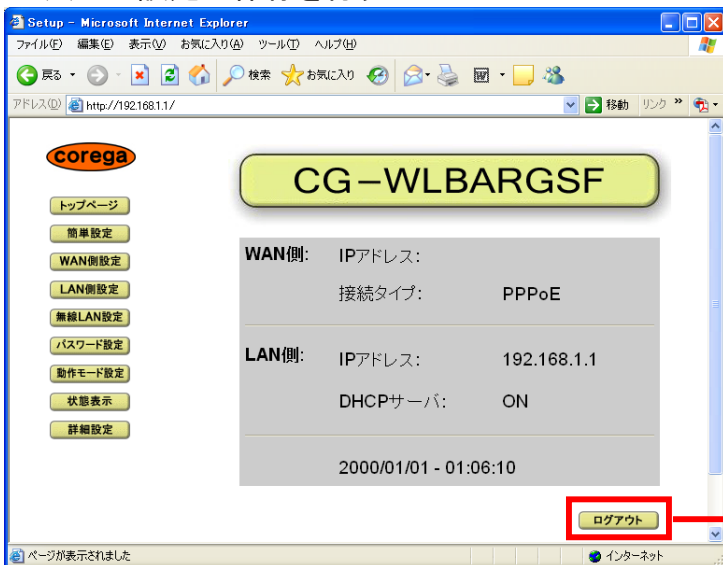 Setup - Microsoft Internet Explorer
ファイル(F) 編集(E) 表示(V) お気に入り(A) ツール(T) ヘルプ(H)
戻る 検索 お気に入り
アドレス(D) http://192.168.1.1/ 移動 リンク »
corega
CG-WLBARGSF
トップページ
簡単設定
WAN側設定
LAN側設定
無線LAN設定
パスワード設定
動作モード設定
状態表示
詳細設定
WAN側: IPアドレス:
接続タイプ: PPPoE
LAN側: IPアドレス: 192.168.1.1
DHCPサーバ: ON
2000/01/01 - 01:06:10
ログアウト
ページが表示されました インターネット